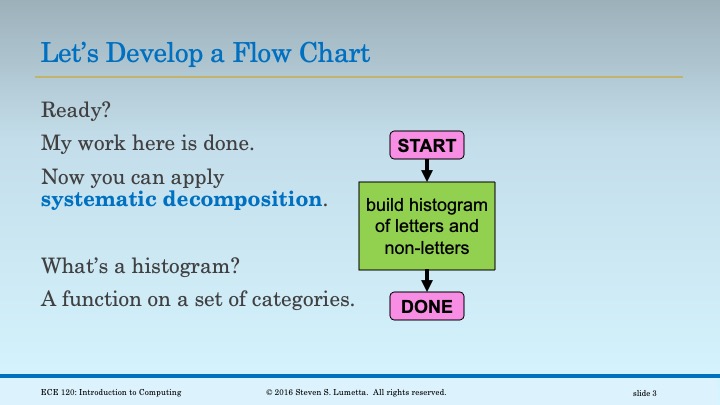 Let’s Develop a Flow Chart
Ready?
My work here is done.
Now you can apply
systematic decomposition.
What’s a histogram?
A function on a set of categories.
START
build histogram
of letters and
non-letters
DONE
ECE 120: Introduction to Computing
© 2016 Steven S. Lumetta.  All rights reserved.
slide 3